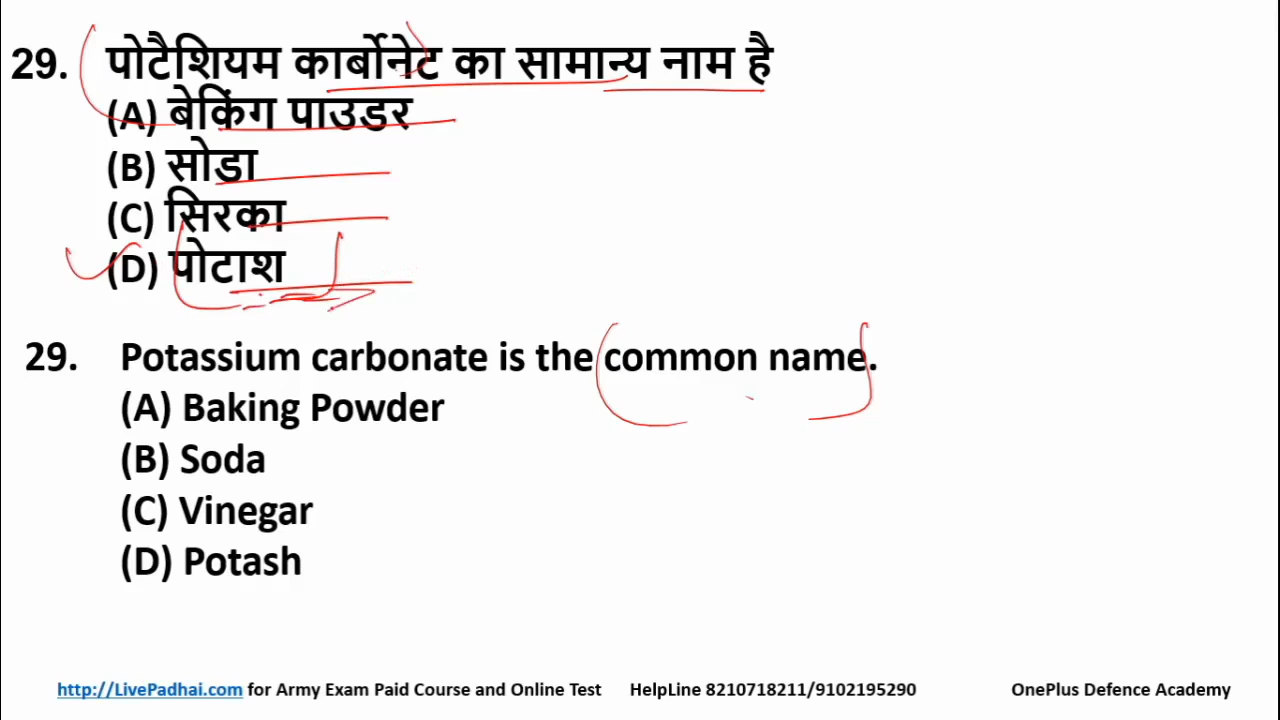 29. पोटैशियम कार्बोनेट का सामान्य नाम है
(A) बेकिंग पाउडर
(B) सोडा
(C) सिरका
(D) पोटाश
29. Potassium carbonate is the common name.
(A) Baking Powder
(B) Soda
(C) Vinegar
(D) Potash
http://LivePadhai.com for Army Exam Paid Course and Online Test HelpLine 8210718211/9102195290 OnePlus Defence Academy